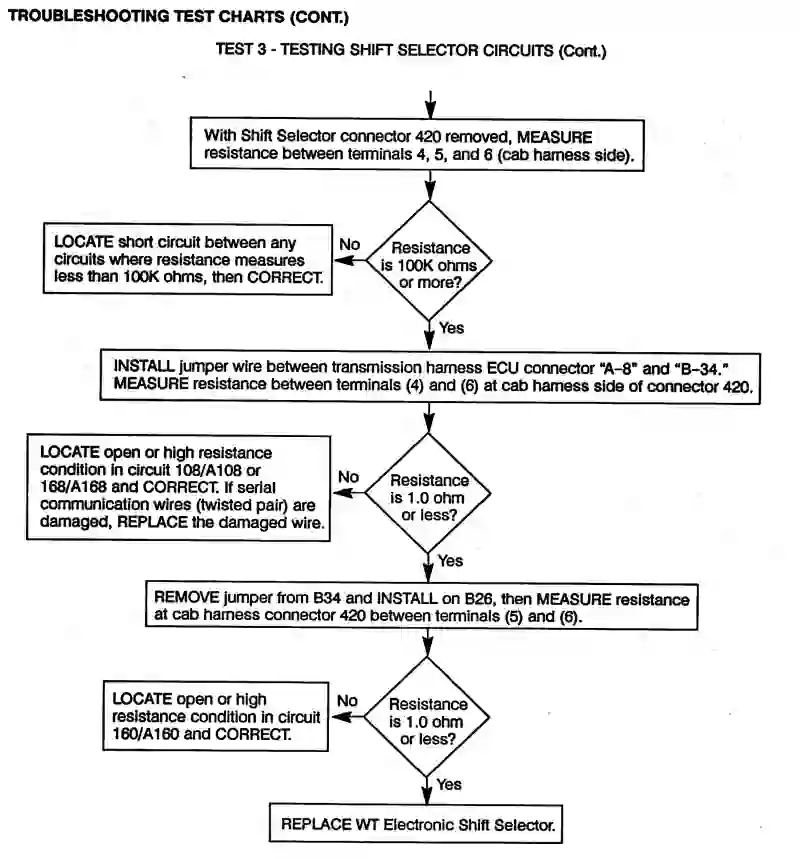 TROUBLESHOOTING TEST CHARTS (CONT.)
TEST 3 - TESTING SHIFT SELECTOR CIRCUITS (Cont.)
With Shift Selector connector 420 removed, MEASURE
resistance between terminals 4, 5, and 6 (cab harness side).
LOCATE short circuit between any
circuits where resistance measures
less than 100K ohms, then CORRECT.
No
Resistance
is 100K ohms
or more?
Yes
INSTALL jumper wire between transmission harness ECU connector “A–8” and “B–34.”
MEASURE resistance between terminals (4) and (6) at cab harness side of connector 420.
LOCATE open or high resistance
condition in circuit 108/A108 or
168/A168 and CORRECT. If serial
communication wires (twisted pair) are
damaged, REPLACE the damaged wire.
No
Resistance
is 1.0 ohm
or less?
Yes
REMOVE jumper from B34 and INSTALL on B26, then MEASURE resistance
at cab harness connector 420 between terminals (5) and (6).
LOCATE open or high
resistance condition in circuit
160/A160 and CORRECT.
No
Resistance
is 1.0 ohm
or less?
Yes
REPLACE WT Electronic Shift Selector.